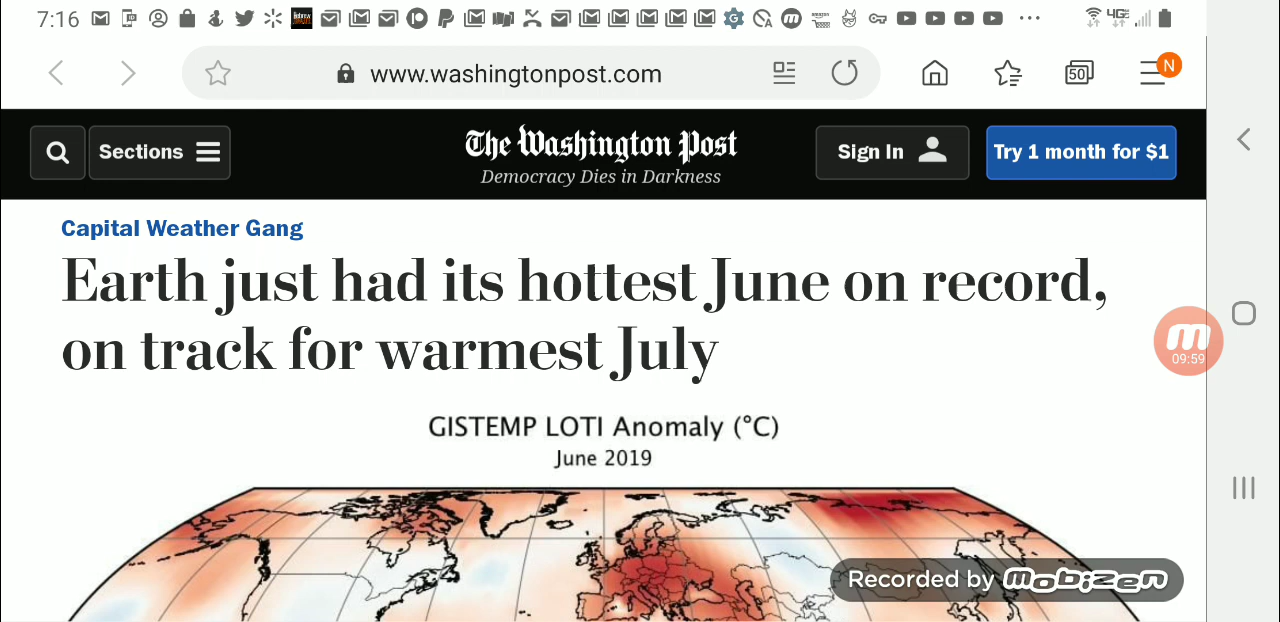 7:16
4GE
www.washingtonpost.com
50
N
Sections
The Washington Post
Democracy Dies in Darkness
Sign In
Try 1 month for $1
Capital Weather Gang
Earth just had its hottest June on record,
on track for warmest July
09:59
GISTEMP LOTI Anomaly (°C)
June 2019
Recorded by mobizen